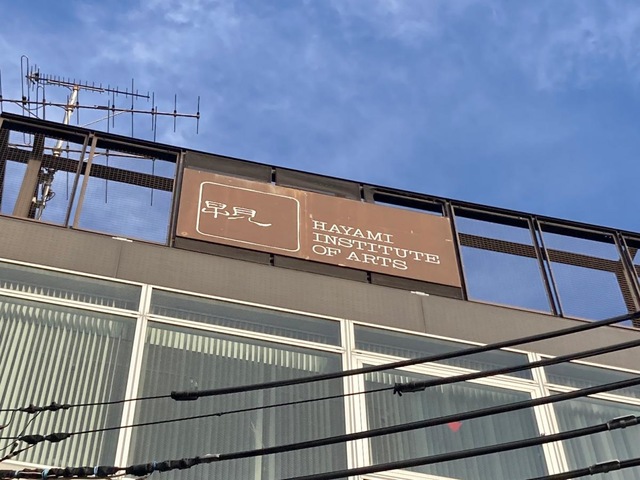 早見
HAYAMI
INSTITUTE
OF ARTS